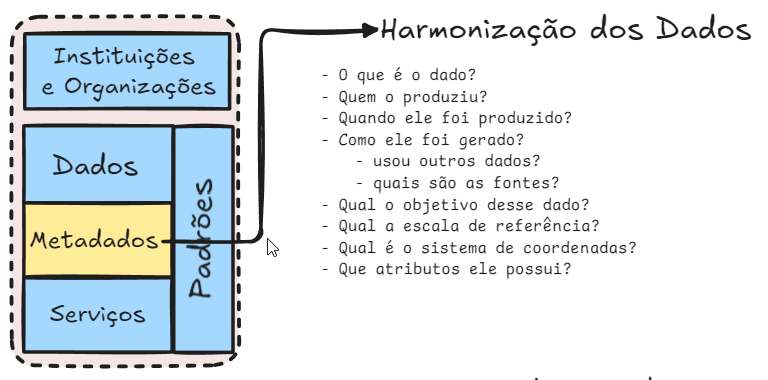 Harmonização dos Dados
Instituições
e Organizações
Dados
Metadados
Serviços
Padrões
- O que é o dado?
- Quem o produziu?
- Quando ele foi produzido?
- Como ele foi gerado?
- usou outros dados?
- quais são as fontes?
- Qual o objetivo desse dado?
- Qual a escala de referência?
- Qual é o sistema de coordenadas?
- Que atributos ele possui?